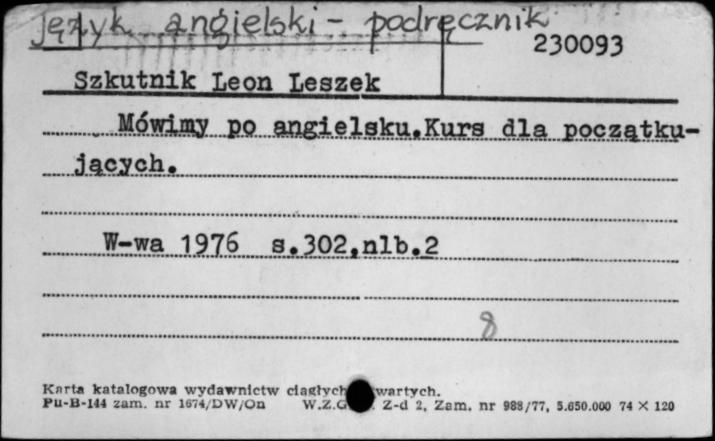 język angielski - podręcznik
230093
Szkutnik Leon Leszek
Mówimy po angielsku.Kurs dla początku-
jących.
W-wa 1976 s.302,nlb.2
8
Karta katalogowa wydawnictw ciągłych wartych.
Pu-B-144 zam. nr 1674/DW/On W.Z.G. Z-d 2, Zam. nr 988/77, 5.650.000 74 × 120